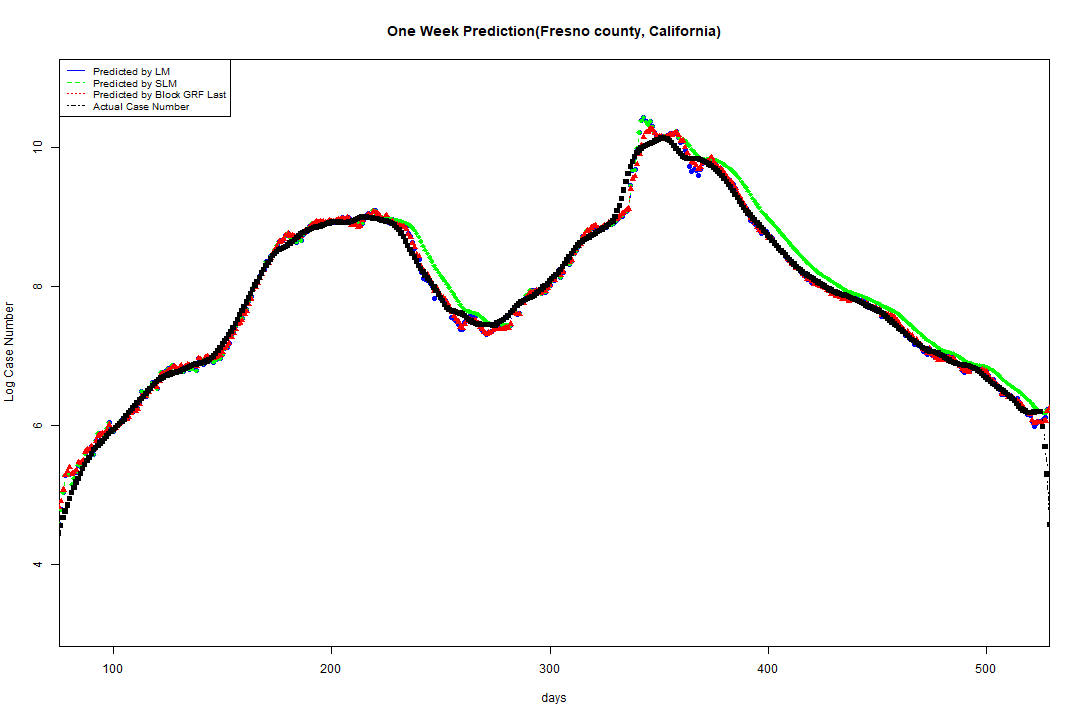 One Week Prediction(Fresno county, California)
Predicted by LM
Predicted by SLM
Predicted by Block GRF Last
Actual Case Number
10
8
6
4
Log Case Number
100 200 300 400 500
days